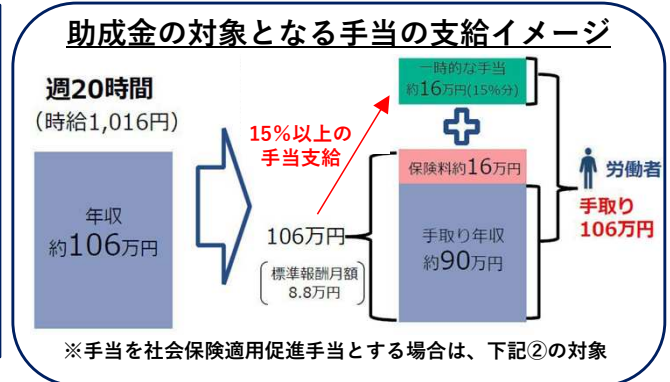 助成金の対象となる手当の支給イメージ
週20時間
（時給1,016円）
年収
約106万円
15％以上の
手当支給
106万円
標準報酬月額
8.8万円
一時的な手当
約16万円(15%分)
保険料約16万円
手取り年収
約90万円
労働者
手取り
106万円
※手当を社会保険適用促進手当とする場合は、下記②の対象